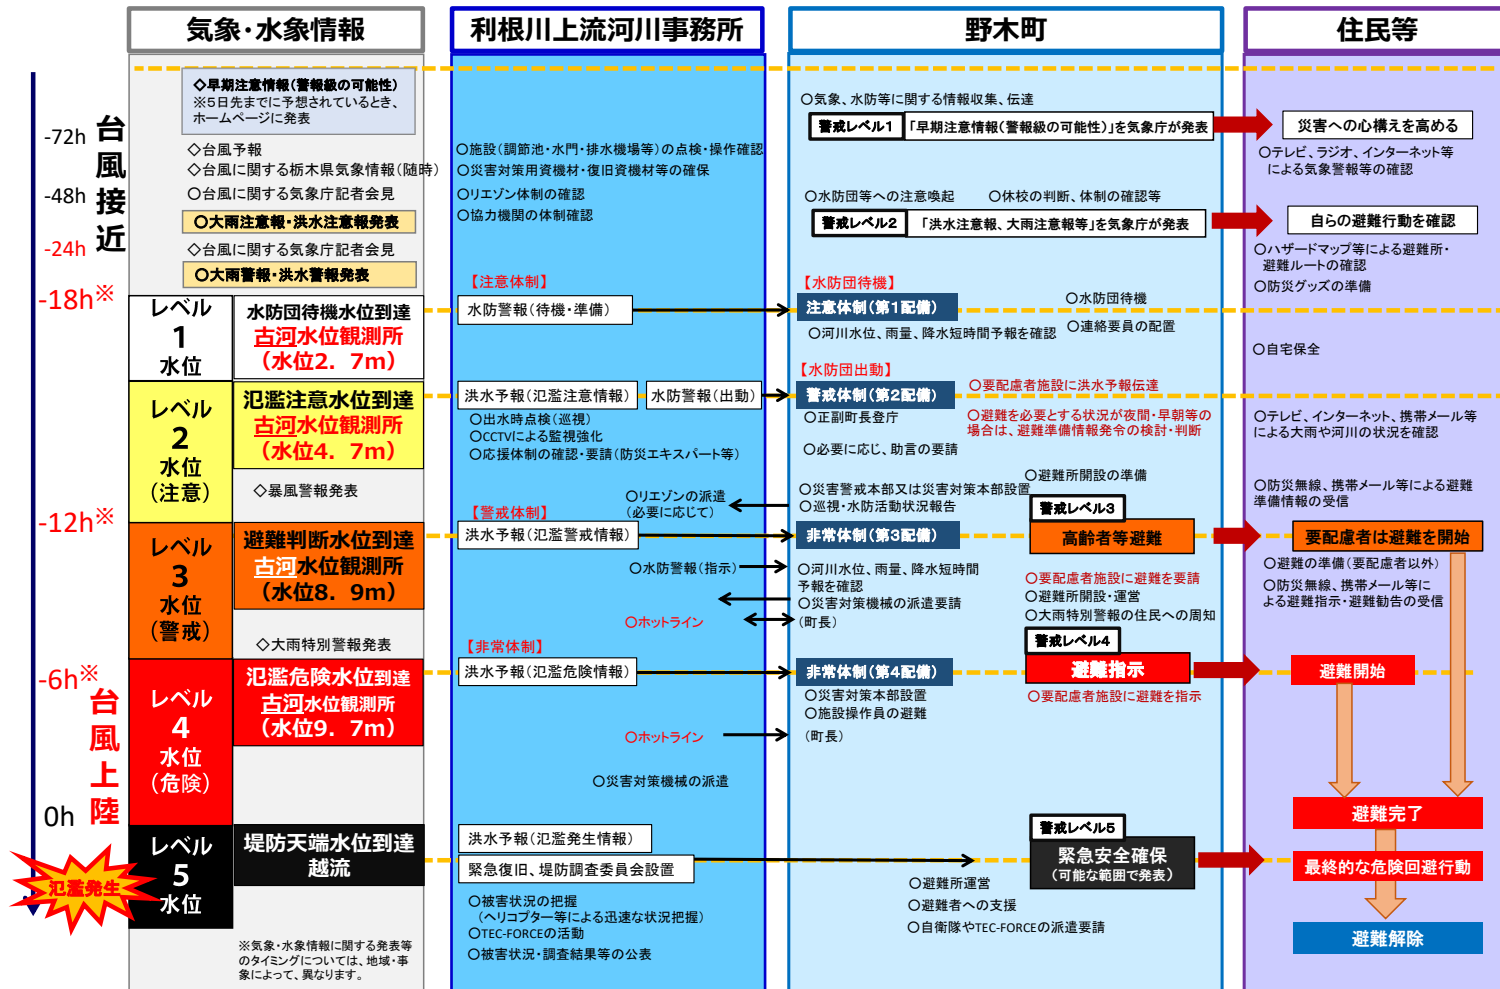 気象・水象情報
利根川上流河川事務所
野木町
住民等
-72h
-48h
-24h
-18h※
-12h※
-6h※
0h
台風接近
台風上陸
氾濫発生
◇早期注意情報(警報級の可能性)
※5日先までに予想されているとき、
ホームページに発表
◇台風予報
◇台風に関する栃木県気象情報(随時)
○台風に関する気象庁記者会見
○大雨注意報・洪水注意報発表
◇台風に関する気象庁記者会見
○大雨警報・洪水警報発表
レベル
1
水位
水防団待機水位到達
古河水位観測所
(水位2.7m)
レベル
2
水位
(注意)
氾濫注意水位到達
古河水位観測所
(水位4.7m)
◇暴風警報発表
レベル
3
水位
(警戒)
避難判断水位到達
古河水位観測所
(水位8.9m)
◇大雨特別警報発表
レベル
4
水位
(危険)
氾濫危険水位到達
古河水位観測所
(水位9.7m)
レベル
5
水位
堤防天端水位到達
越流
※気象・水象情報に関する発表等
のタイミングについては、地域・事
象によって、異なります。
○施設(調節池・水門・排水機場等)の点検・操作確認
○災害対策用資機材・復旧資機材等の確保
○リエゾン体制の確認
○協力機関の体制確認
【注意体制】
水防警報(待機・準備)
洪水予報(氾濫注意情報)
水防警報(出動)
○出水時点検(巡視)
○CCTVによる監視強化
○応援体制の確認・要請(防災エキスパート等)
○リエゾンの派遣
(必要に応じて)
【警戒体制】
洪水予報(氾濫警戒情報)
○水防警報(指示)
○ホットライン
【非常体制】
洪水予報(氾濫危険情報)
○ホットライン
○災害対策機械の派遣
洪水予報(氾濫発生情報)
緊急復旧、堤防調査委員会設置
○被害状況の把握
(ヘリコプター等による迅速な状況把握)
○TEC-FORCEの活動
○被害状況・調査結果等の公表
○気象、水防等に関する情報収集、伝達
警戒レベル1
「早期注意情報(警報級の可能性)」を気象庁が発表
○水防団等への注意喚起
○休校の判断、体制の確認等
警戒レベル2
「洪水注意報、大雨注意報等」を気象庁が発表
【水防団待機】
注意体制(第1配備)
○水防団待機
○河川水位、雨量、降水短時間予報を確認
○連絡要員の配置
【水防団出動】
警戒体制(第2配備)
○要配慮者施設に洪水予報伝達
○正副町長登庁
○避難を必要とする状況が夜間・早朝等の
場合は、避難準備情報発令の検討・判断
○必要に応じ、助言の要請
○避難所開設の準備
○災害警戒本部又は災害対策本部設置
○巡視・水防活動状況報告
警戒レベル3
非常体制(第3配備)
高齢者等避難
○河川水位、雨量、降水短時間
予報を確認
○要配慮者施設に避難を要請
○災害対策機械の派遣要請
○避難所開設・運営
(町長)
○大雨特別警報の住民への周知
警戒レベル4
非常体制(第4配備)
避難指示
○災害対策本部設置
○施設操作員の避難
○要配慮者施設に避難を指示
(町長)
警戒レベル5
緊急安全確保
(可能な範囲で発表)
○避難所運営
○避難者への支援
○自衛隊やTEC-FORCEの派遣要請
災害への心構えを高める
○テレビ、ラジオ、インターネット等
による気象警報等の確認
自らの避難行動を確認
○ハザードマップ等による避難所・
避難ルートの確認
○防災グッズの準備
○自宅保全
○テレビ、インターネット、携帯メール等
による大雨や河川の状況を確認
○防災無線、携帯メール等による避難
準備情報の受信
要配慮者は避難を開始
○避難の準備(要配慮者以外)
○防災無線、携帯メール等に
よる避難指示・避難勧告の受信
避難開始
避難完了
最終的な危険回避行動
避難解除